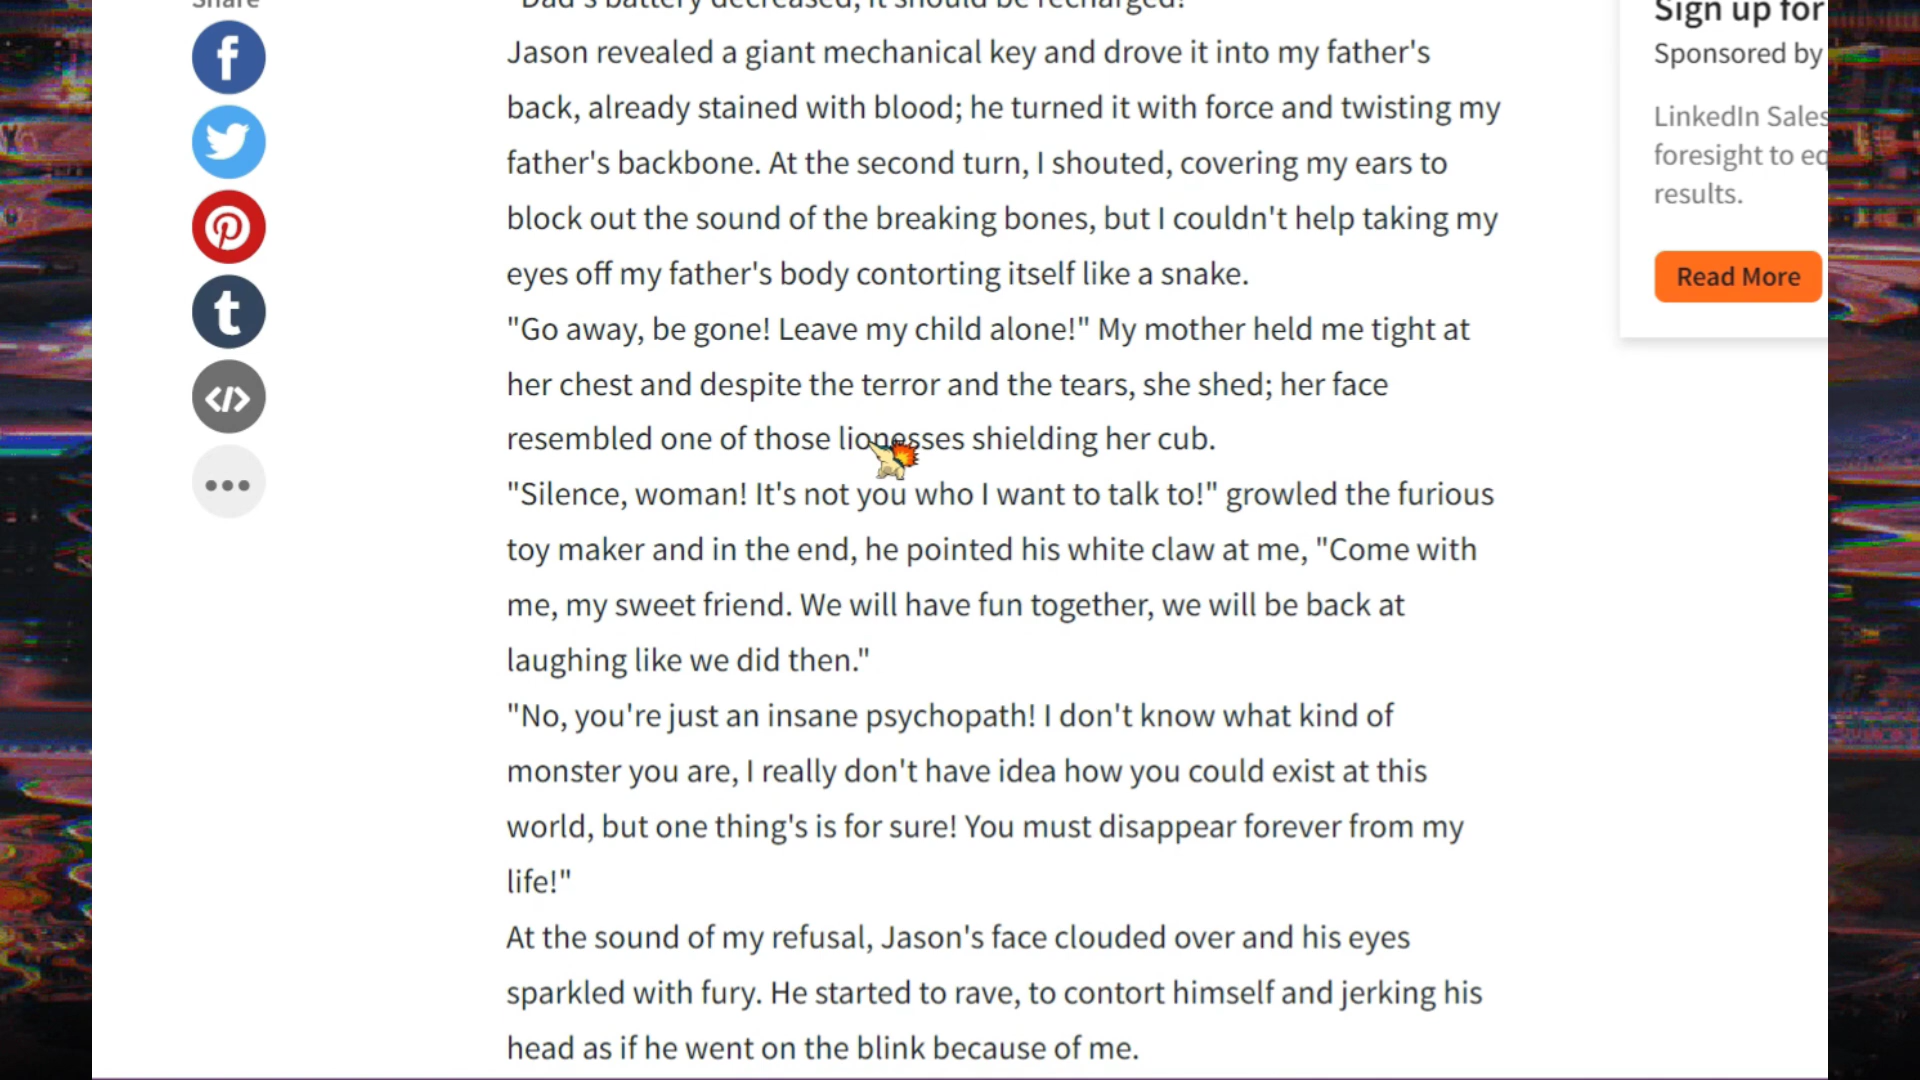 Share
"Dad's battery decreased, it should be recharged!"
Jason revealed a giant mechanical key and drove it into my father's
back, already stained with blood; he turned it with force and twisting my
father's backbone. At the second turn, I shouted, covering my ears to
block out the sound of the breaking bones, but I couldn't help taking my
eyes off my father's body contorting itself like a snake.
"Go away, be gone! Leave my child alone!" My mother held me tight at
her chest and despite the terror and the tears, she shed; her face
resembled one of those lionesses shielding her cub.
"Silence, woman! It's not you who I want to talk to!" growled the furious
toy maker and in the end, he pointed his white claw at me, "Come with
me, my sweet friend. We will have fun together, we will be back at
laughing like we did then."
"No, you're just an insane psychopath! I don't know what kind of
monster you are, I really don't have idea how you could exist at this
world, but one thing's is for sure! You must disappear forever from my
life!"
At the sound of my refusal, Jason's face clouded over and his eyes
sparkled with fury. He started to rave, to contort himself and jerking his
head as if he went on the blink because of me.
Sign up for
Sponsored by
LinkedIn Sales
foresight to eq
results.
Read More